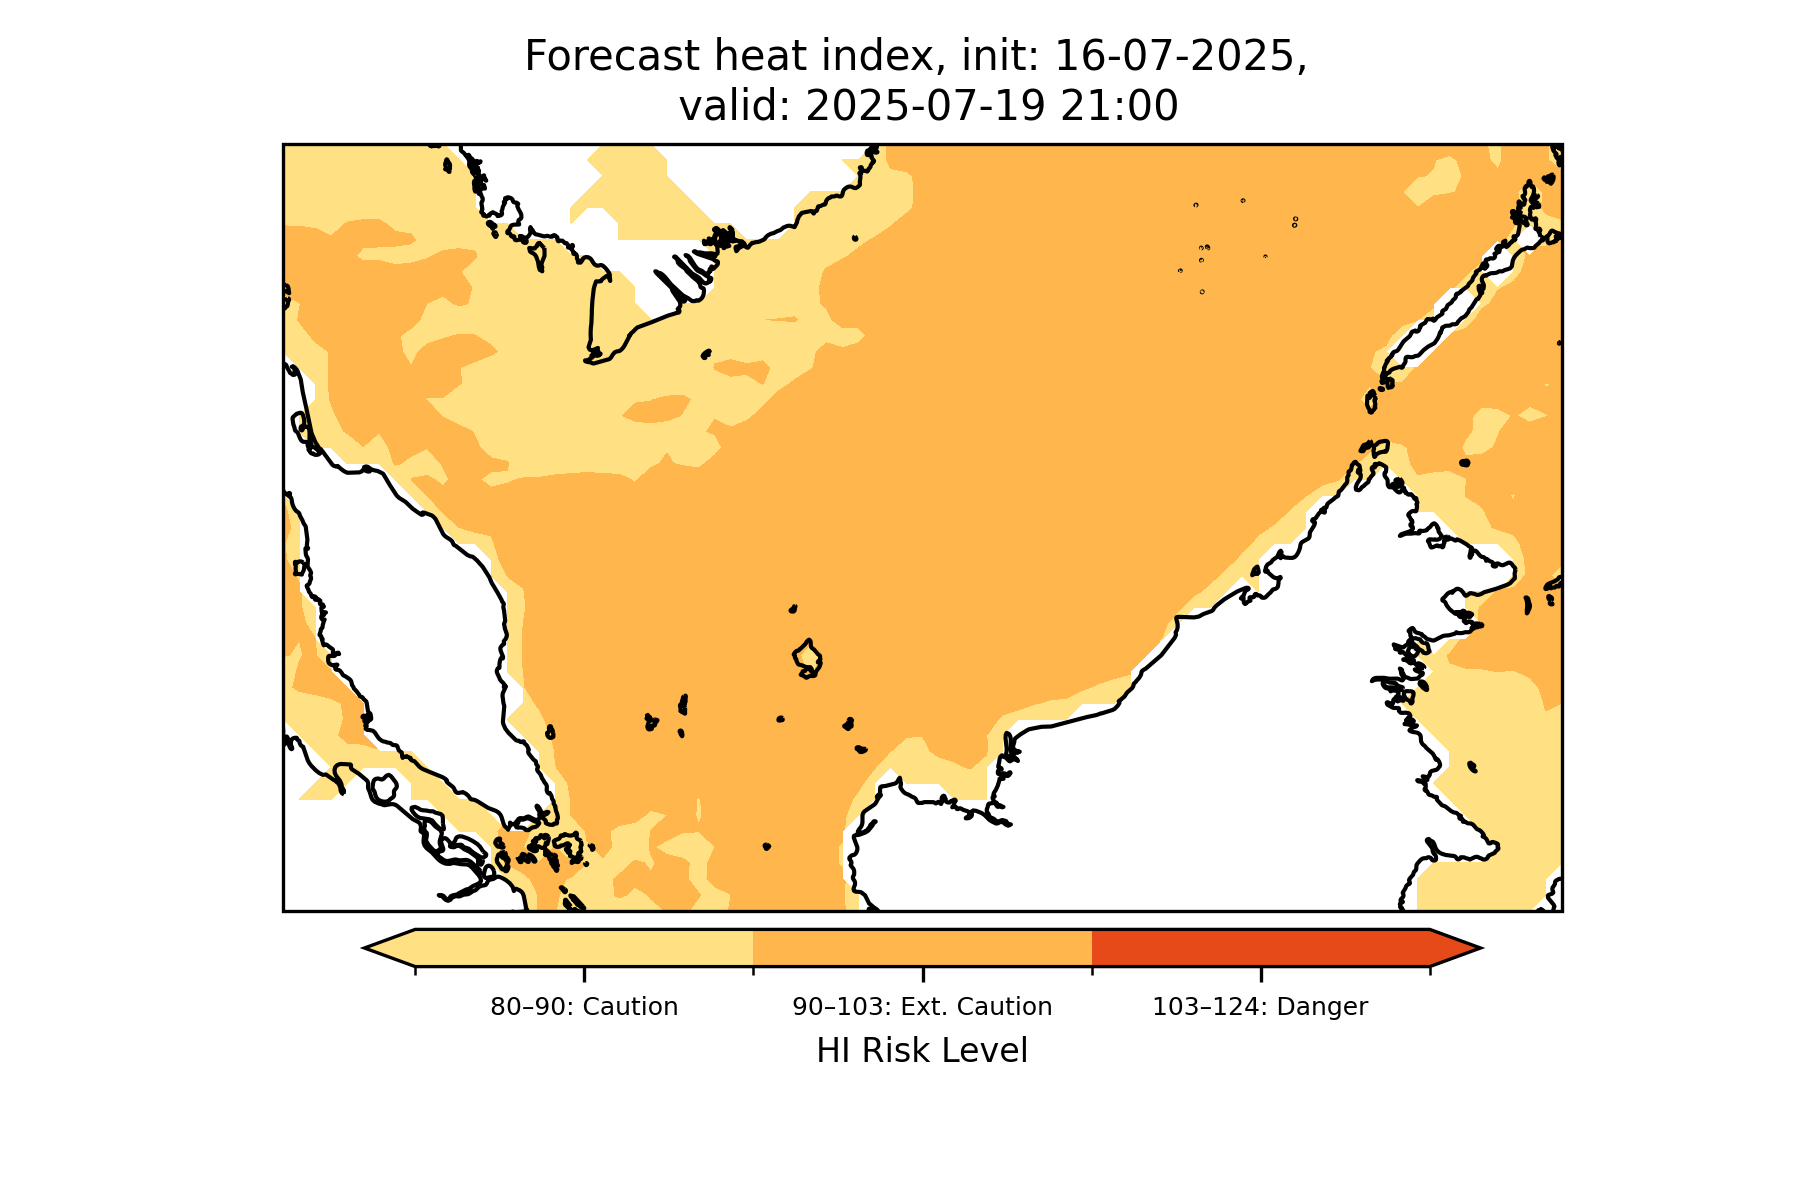 Forecast heat index, init: 16-07-2025,
valid: 2025-07-19 21:00
80–90: Caution
90–103: Ext. Caution
103–124: Danger
HI Risk Level